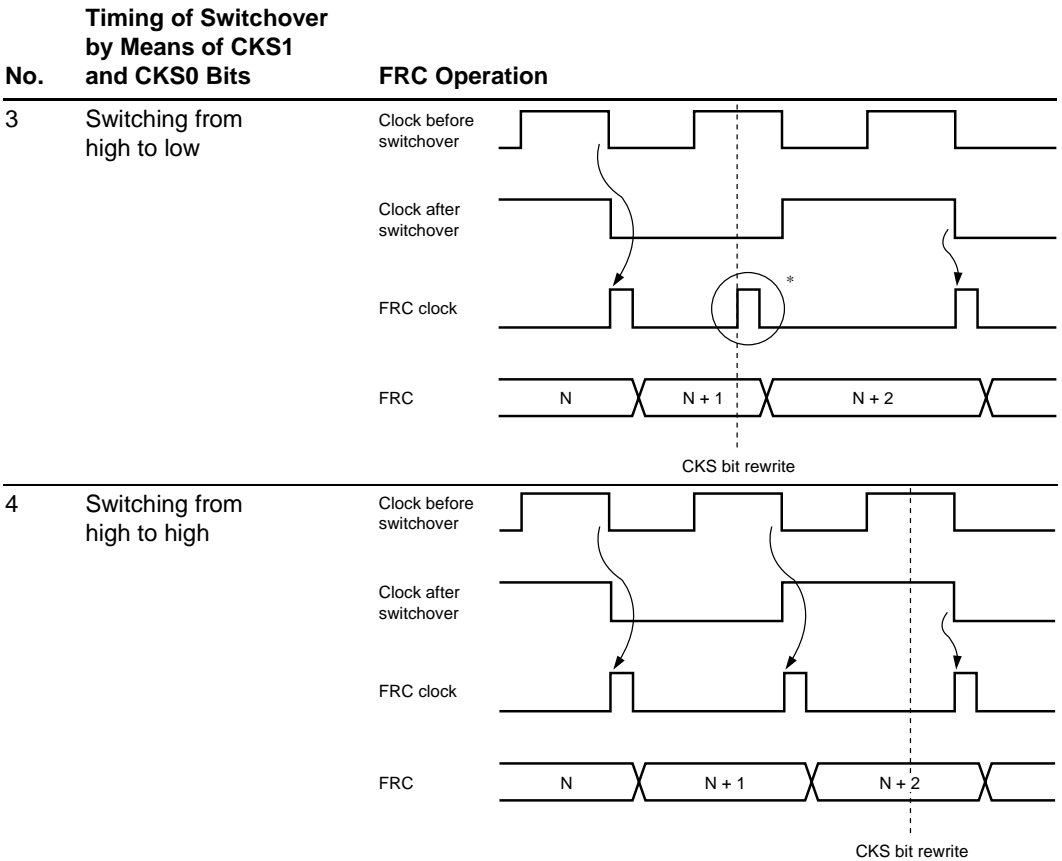 No.
Timing of Switchover
by Means of CKS1
and CKS0 Bits
FRC Operation
3
Switching from
high to low
Clock before
switchover
Clock after
switchover
FRC clock
*
FRC
N
N + 1
N + 2
CKS bit rewrite
4
Switching from
high to high
Clock before
switchover
Clock after
switchover
FRC clock
FRC
N
N + 1
N + 2
CKS bit rewrite